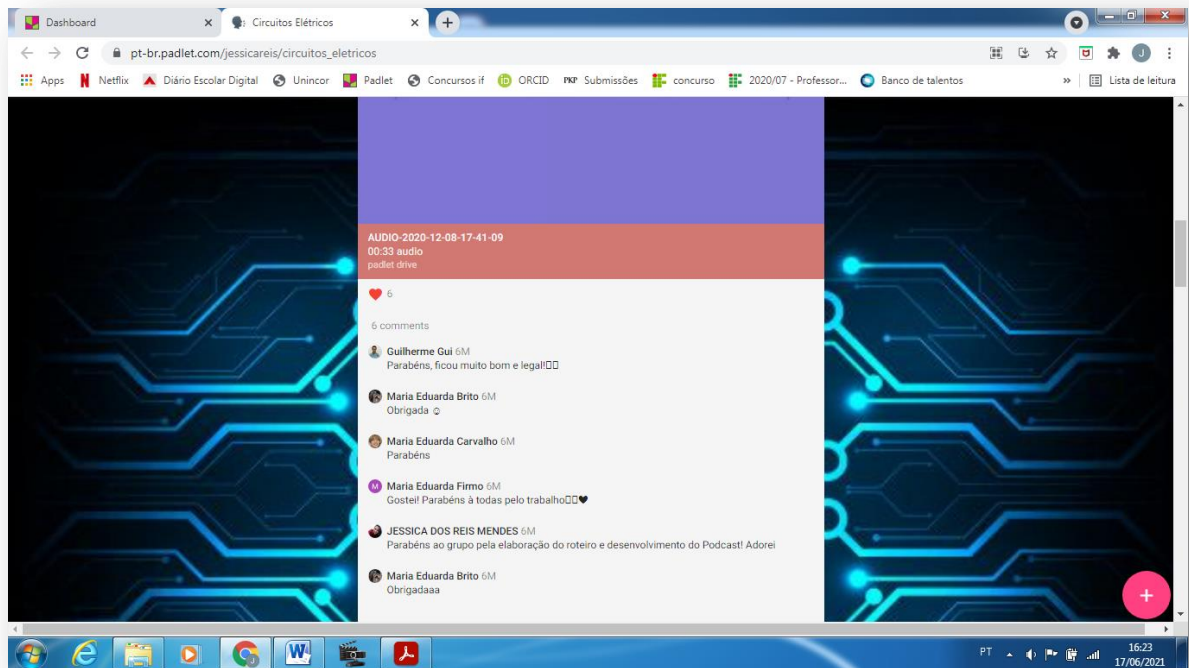 Dashboard
Circuitos Elétricos
pt-br.padlet.com/jessicareis/circuitos_eletricos
J
Apps Netflix Diário Escolar Digital Unincor Padlet Concursos if ORCID PKP Submissões concurso 2020/07 - Professor... Banco de talentos » Lista de leitura
AUDIO-2020-12-08-17-41-09
00:33 audio
padlet drive
6
6 comments
Guilherme Gui 6M
Parabéns, ficou muito bom e legal!
Maria Eduarda Brito 6M
Obrigada ☺
Maria Eduarda Carvalho 6M
Parabéns
M Maria Eduarda Firmo 6M
Gostei! Parabéns à todas pelo trabalho♥
JESSICA DOS REIS MENDES 6M
Parabéns ao grupo pela elaboração do roteiro e desenvolvimento do Podcast! Adorei
Maria Eduarda Brito 6M
Obrigadaaa
PT
16:23
17/06/2021